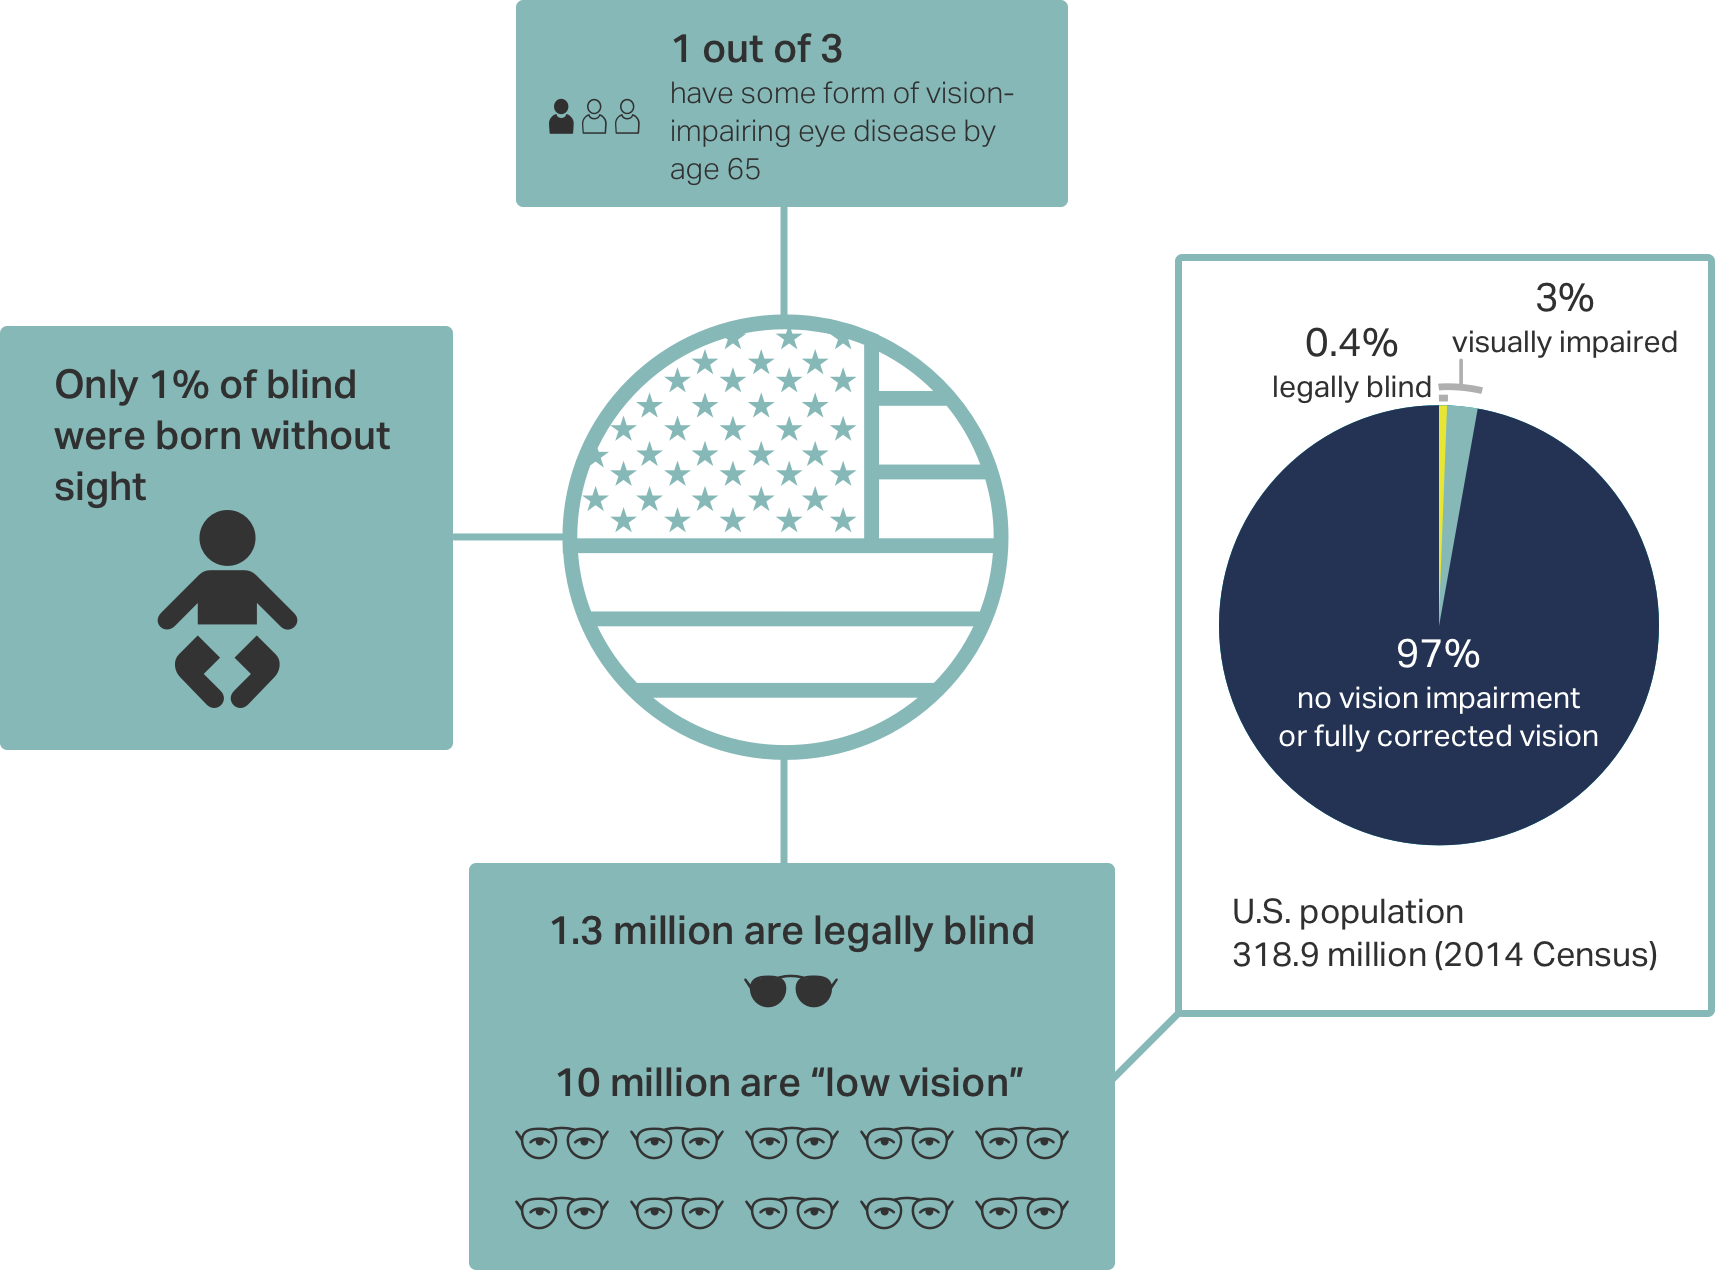 1 out of 3
have some form of vision-
impairing eye disease by
age 65
Only 1% of blind
were born without
sight
3%
visually impaired
0.4%
legally blind
97%
no vision impairment
or fully corrected vision
U.S. population
318.9 million (2014 Census)
1.3 million are legally blind
10 million are “low vision”